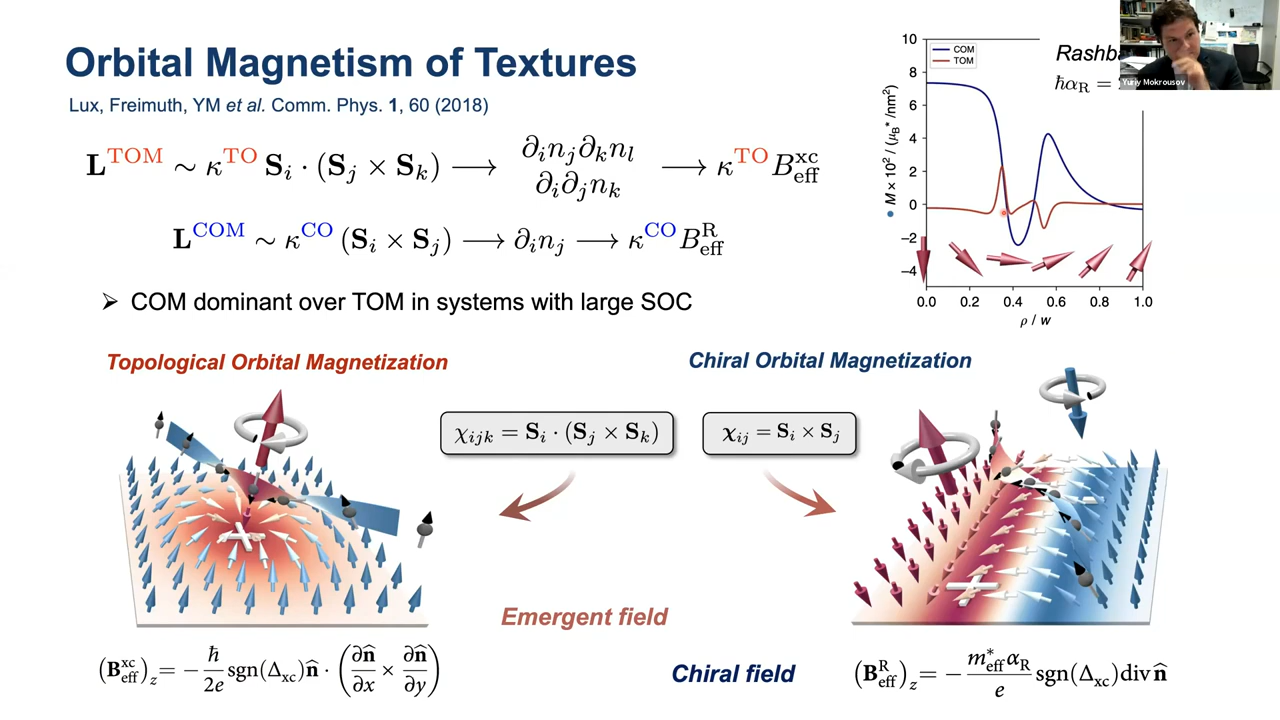 Orbital Magnetism of Textures
Lux, Freimuth, YM et al. Comm. Phys. 1, 60 (2018)
L^TOM ∼ κ^TO S_i · (S_j × S_k) ⟶ ∂_i n_j ∂_k n_l ⟶ κ^TO B_eff^xc
∂_i ∂_j n_k
L^COM ∼ κ^CO (S_i × S_j) ⟶ ∂_i n_j ⟶ κ^CO B_eff^R
➢ COM dominant over TOM in systems with large SOC
COM
TOM
Yuriy Mokrousov
ħα_R =
M × 10² / (μ_B* /nm²)
10
8
6
4
2
0
−2
−4
0.0 0.2 0.4 0.6 0.8 1.0
ρ / w
Topological Orbital Magnetization
Chiral Orbital Magnetization
χ_ijk = S_i · (S_j × S_k)
χ_ij = S_i × S_j
Emergent field
(B_eff^xc)_z = − ħ/2e sgn(Δ_xc) n̂ · (∂n̂/∂x × ∂n̂/∂y)
Chiral field
(B_eff^R)_z = − m*_eff α_R/e sgn(Δ_xc) div n̂